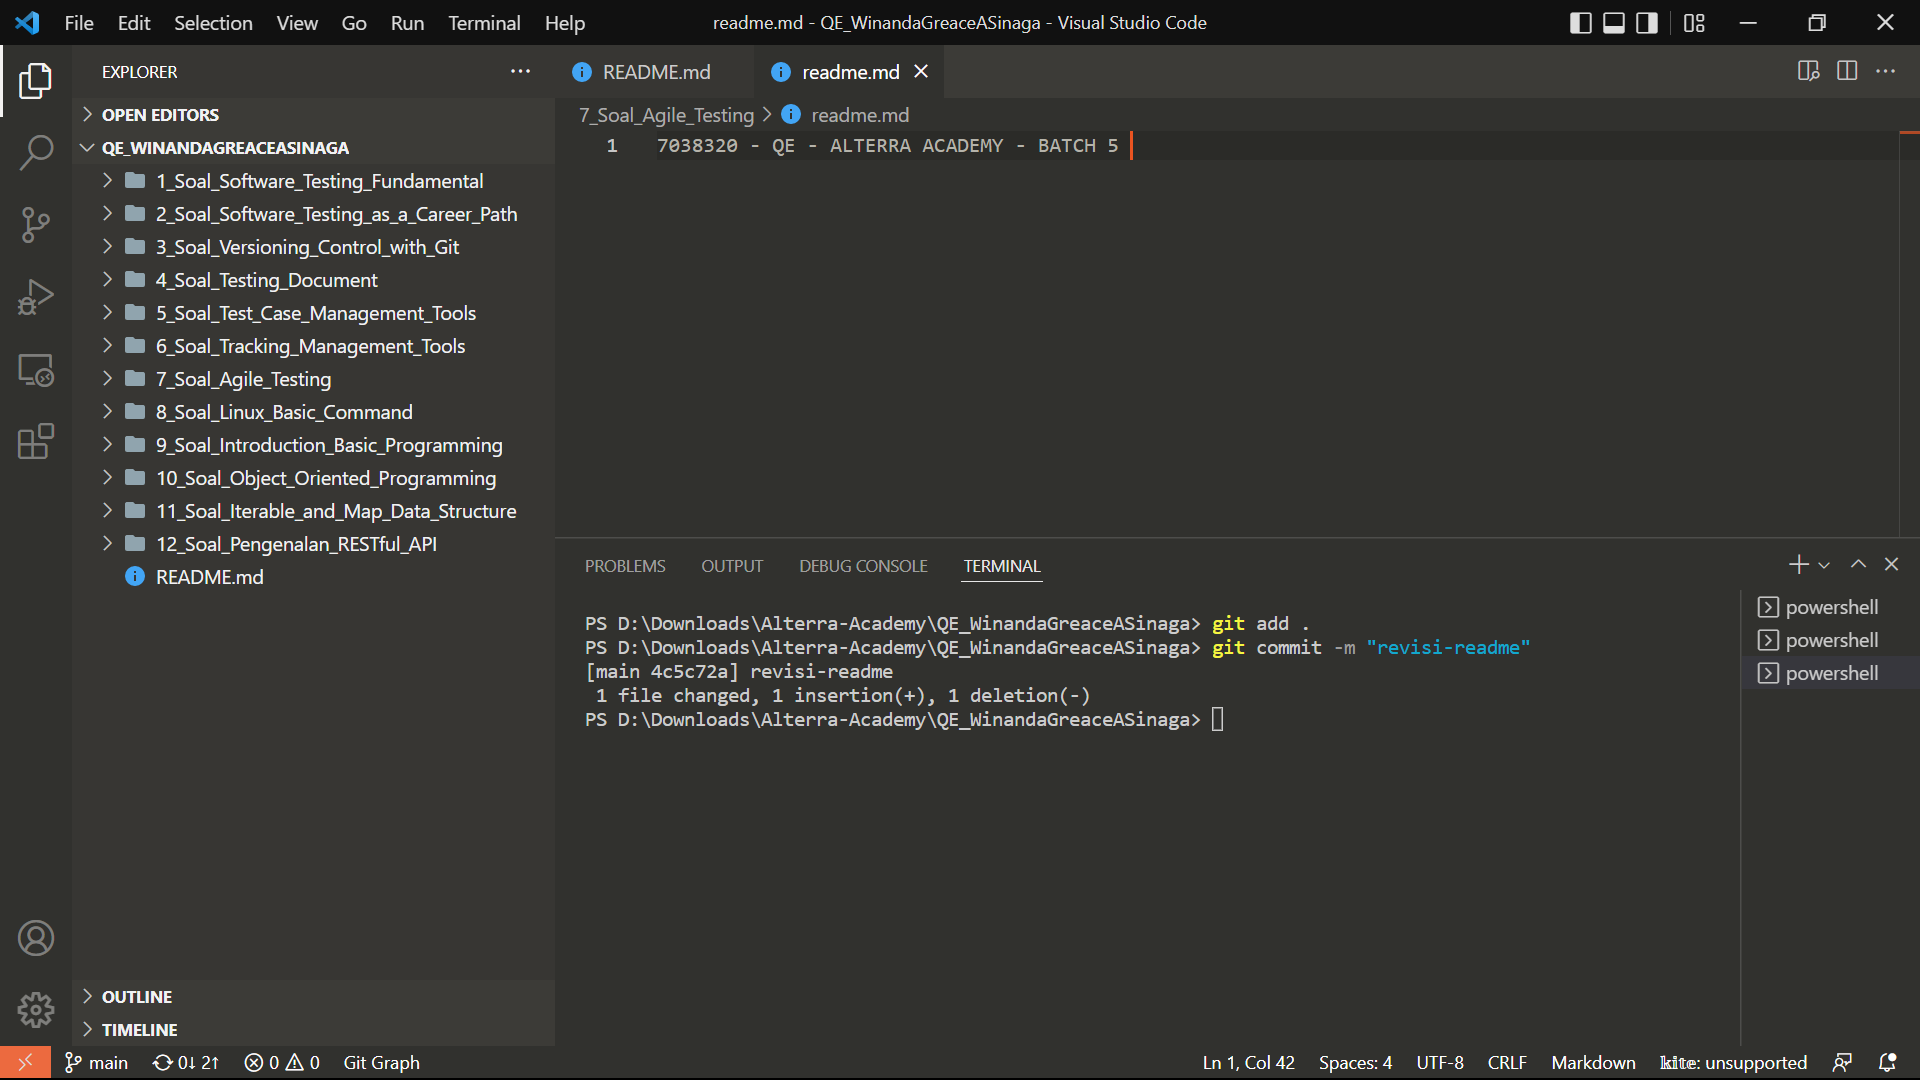 File Edit Selection View Go Run Terminal Help
readme.md - QE_WinandaGreaceASinaga - Visual Studio Code
EXPLORER
OPEN EDITORS
QE_WINANDAGREACEASINAGA
1_Soal_Software_Testing_Fundamental
2_Soal_Software_Testing_as_a_Career_Path
3_Soal_Versioning_Control_with_Git
4_Soal_Testing_Document
5_Soal_Test_Case_Management_Tools
6_Soal_Tracking_Management_Tools
7_Soal_Agile_Testing
8_Soal_Linux_Basic_Command
9_Soal_Introduction_Basic_Programming
10_Soal_Object_Oriented_Programming
11_Soal_Iterable_and_Map_Data_Structure
12_Soal_Pengenalan_RESTful_API
README.md
OUTLINE
TIMELINE
README.md readme.md
7_Soal_Agile_Testing > readme.md
1 7038320 - QE - ALTERRA ACADEMY - BATCH 5
PROBLEMS OUTPUT DEBUG CONSOLE TERMINAL
PS D:\Downloads\Alterra-Academy\QE_WinandaGreaceASinaga> git add .
PS D:\Downloads\Alterra-Academy\QE_WinandaGreaceASinaga> git commit -m "revisi-readme"
[main 4c5c72a] revisi-readme
1 file changed, 1 insertion(+), 1 deletion(-)
PS D:\Downloads\Alterra-Academy\QE_WinandaGreaceASinaga>
powershell
powershell
powershell
main 0↓ 2↑ 0 0 Git Graph
Ln 1, Col 42 Spaces: 4 UTF-8 CRLF Markdown unsupported